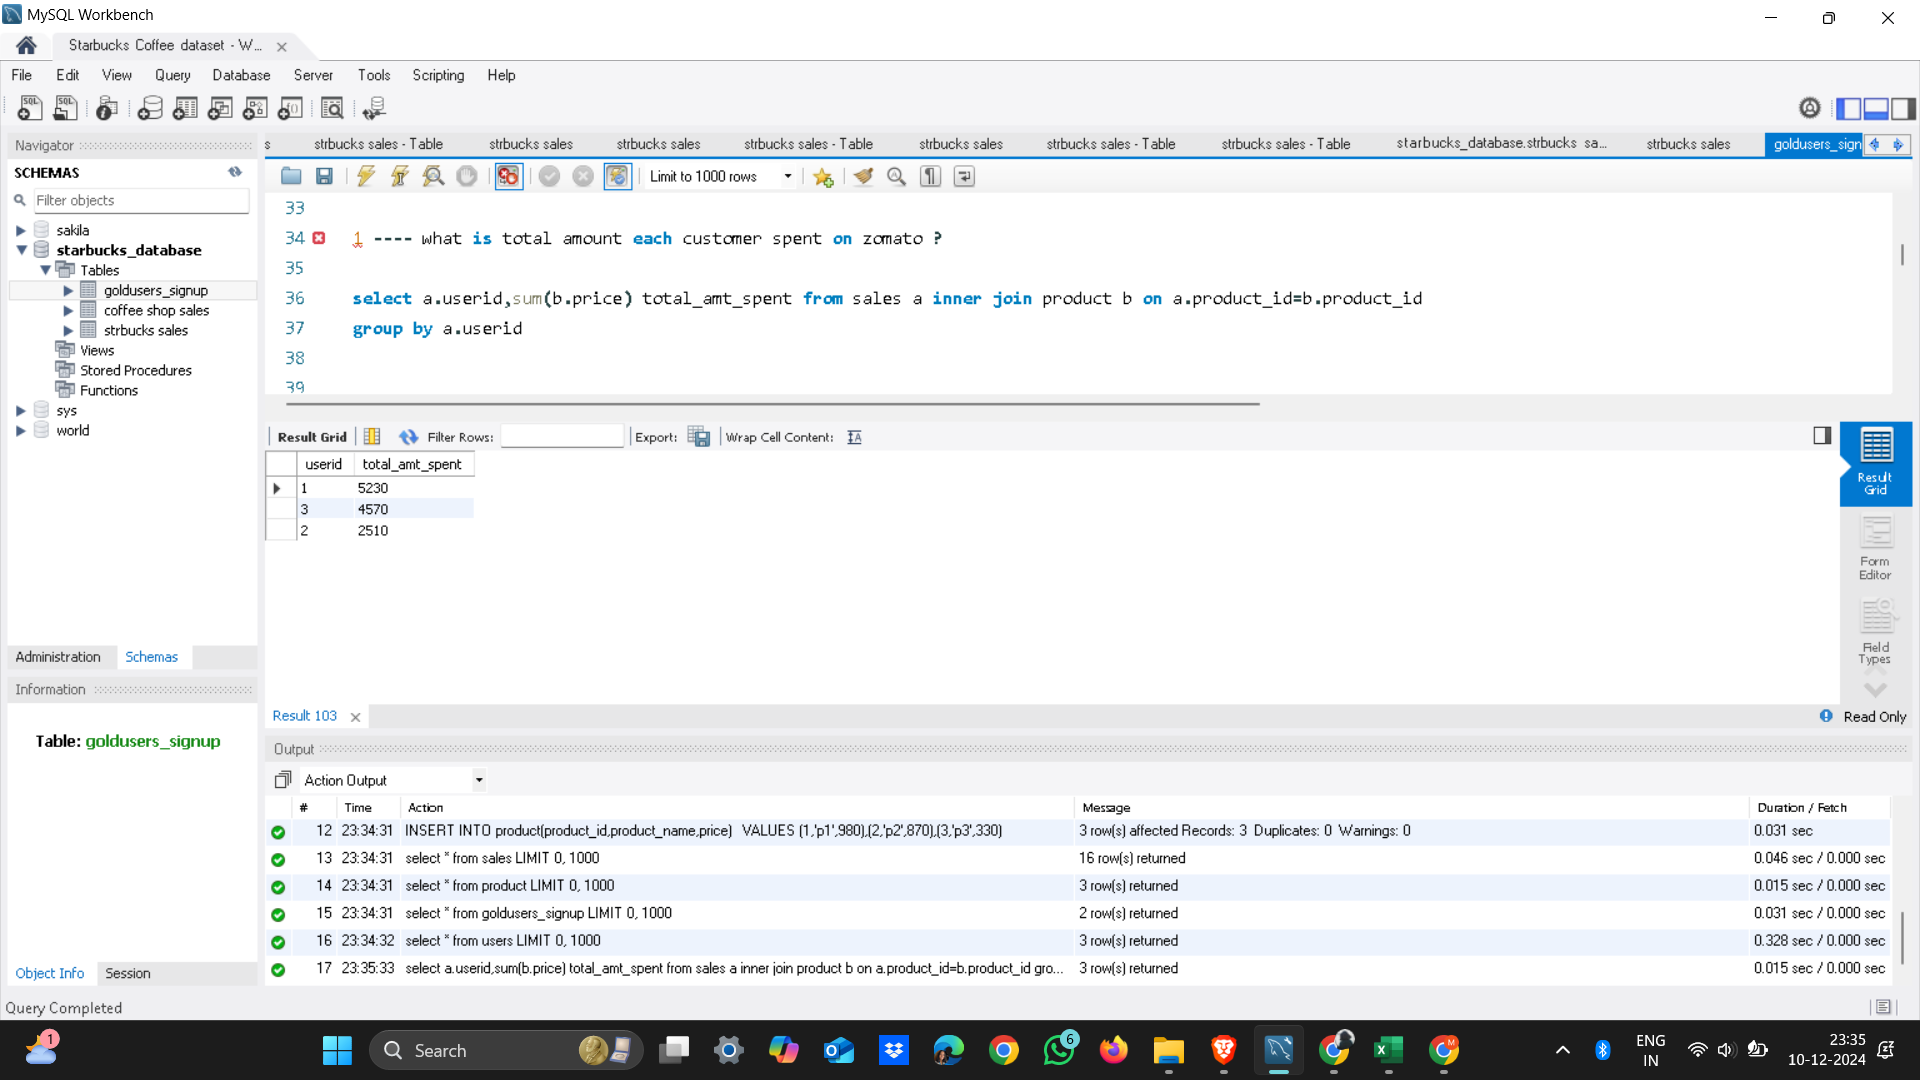 MySQL Workbench
Starbucks Coffee dataset - W...
File Edit View Query Database Server Tools Scripting Help
Navigator
s strbucks sales - Table strbucks sales strbucks sales strbucks sales - Table strbucks sales strbucks sales - Table strbucks sales - Table starbucks_database.strbucks sa... strbucks sales goldusers_sign
SCHEMAS
Limit to 1000 rows
Filter objects
sakila
starbucks_database
Tables
goldusers_signup
coffee shop sales
strbucks sales
Views
Stored Procedures
Functions
sys
world
33
34 1 ---- what is total amount each customer spent on zomato ?
35
36 select a.userid,sum(b.price) total_amt_spent from sales a inner join product b on a.product_id=b.product_id
37 group by a.userid
38
39
Result Grid Filter Rows: Export: Wrap Cell Content:
userid total_amt_spent
1 5230
3 4570
2 2510
Result Grid
Form Editor
Field Types
Administration Schemas
Information
Table: goldusers_signup
Result 103
Read Only
Output
Action Output
# Time Action Message Duration / Fetch
12 23:34:31 INSERT INTO product(product_id,product_name,price) VALUES (1,'p1',980),(2,'p2',870),(3,'p3',330) 3 row(s) affected Records: 3 Duplicates: 0 Warnings: 0 0.031 sec
13 23:34:31 select * from sales LIMIT 0, 1000 16 row(s) returned 0.046 sec / 0.000 sec
14 23:34:31 select * from product LIMIT 0, 1000 3 row(s) returned 0.015 sec / 0.000 sec
15 23:34:31 select * from goldusers_signup LIMIT 0, 1000 2 row(s) returned 0.031 sec / 0.000 sec
16 23:34:32 select * from users LIMIT 0, 1000 3 row(s) returned 0.328 sec / 0.000 sec
17 23:35:33 select a.userid,sum(b.price) total_amt_spent from sales a inner join product b on a.product_id=b.product_id gro... 3 row(s) returned 0.015 sec / 0.000 sec
Object Info Session
Query Completed
1
Search
6
ENG
IN
23:35
10-12-2024